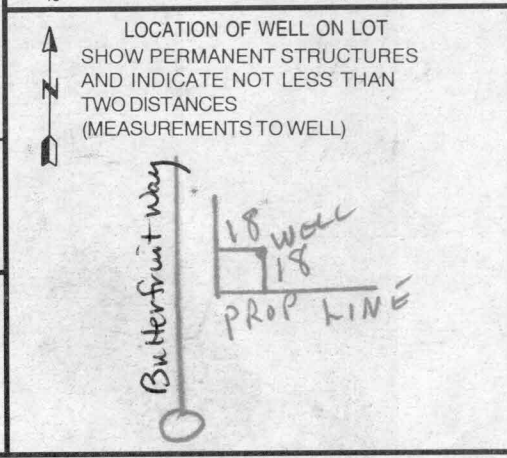 LOCATION OF WELL ON LOT
SHOW PERMANENT STRUCTURES
AND INDICATE NOT LESS THAN
TWO DISTANCES
(MEASUREMENTS TO WELL)
N
Butterfruit Way
18 WELL
18
PROP LINE